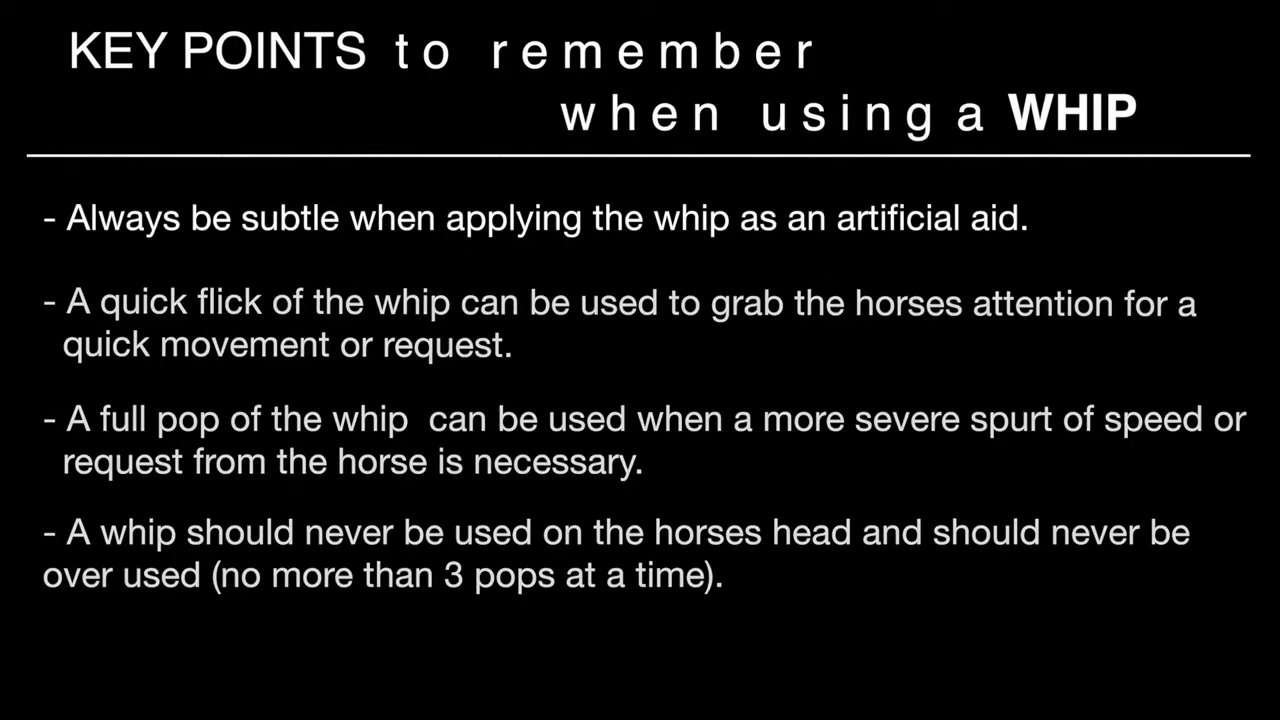 KEY POINTS to remember
when using a WHIP
- Always be subtle when applying the whip as an artificial aid.
- A quick flick of the whip can be used to grab the horses attention for a
quick movement or request.
- A full pop of the whip  can be used when a more severe spurt of speed or
request from the horse is necessary.
- A whip should never be used on the horses head and should never be
over used (no more than 3 pops at a time).